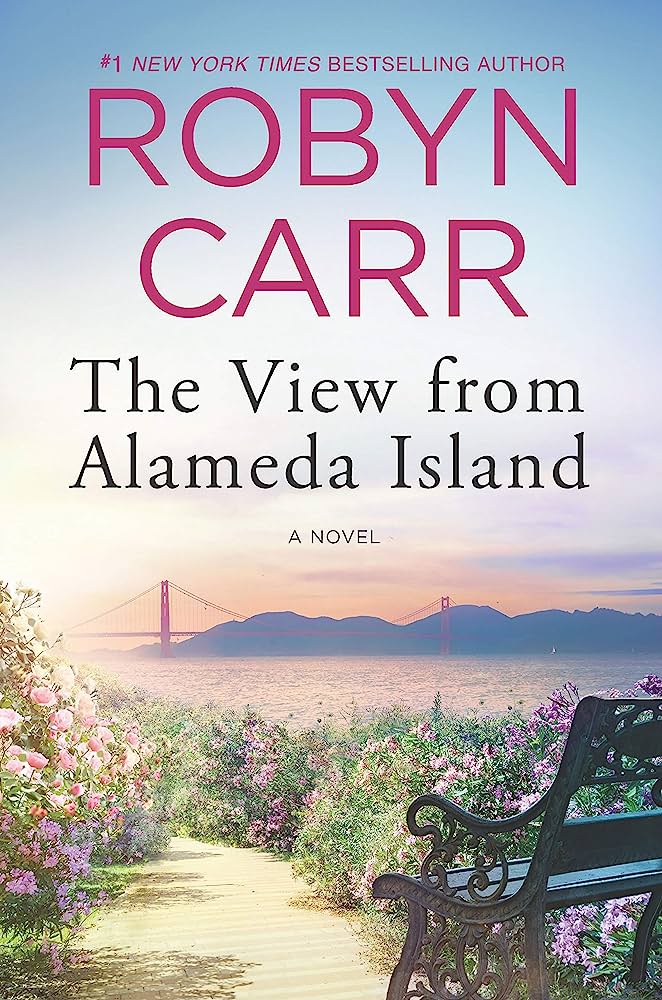 #1 NEW YORK TIMES BESTSELLING AUTHOR
ROBYN
CARR
The View from
Alameda Island
A NOVEL